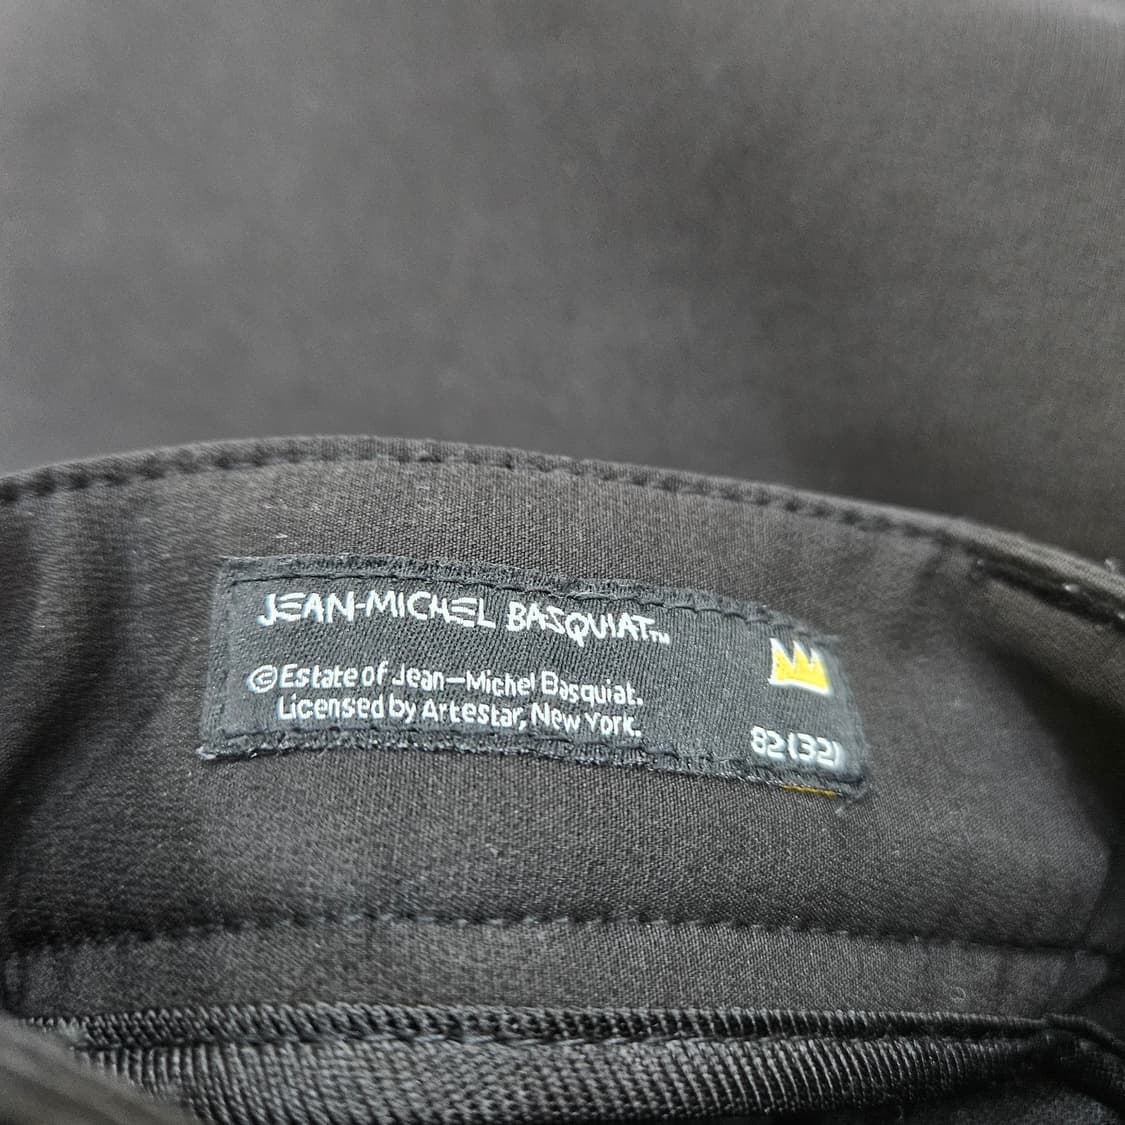 JEAN-MICHEL BASQUIAT™
©Estate of Jean-Michel Basquiat.
Licensed by Artestar, New York.
82(32)